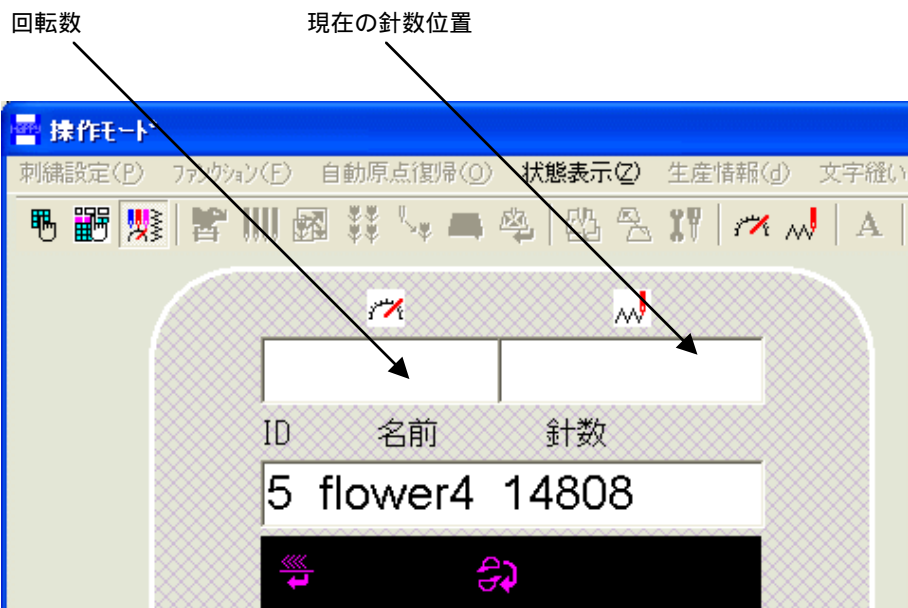 回転数 現在の針数位置
Happy 操作モード
刺繍設定(P) ファンクション(F) 自動原点復帰(O) 状態表示(Z) 生産情報(d) 文字縫い
A
ID 名前 針数
5 flower4 14808